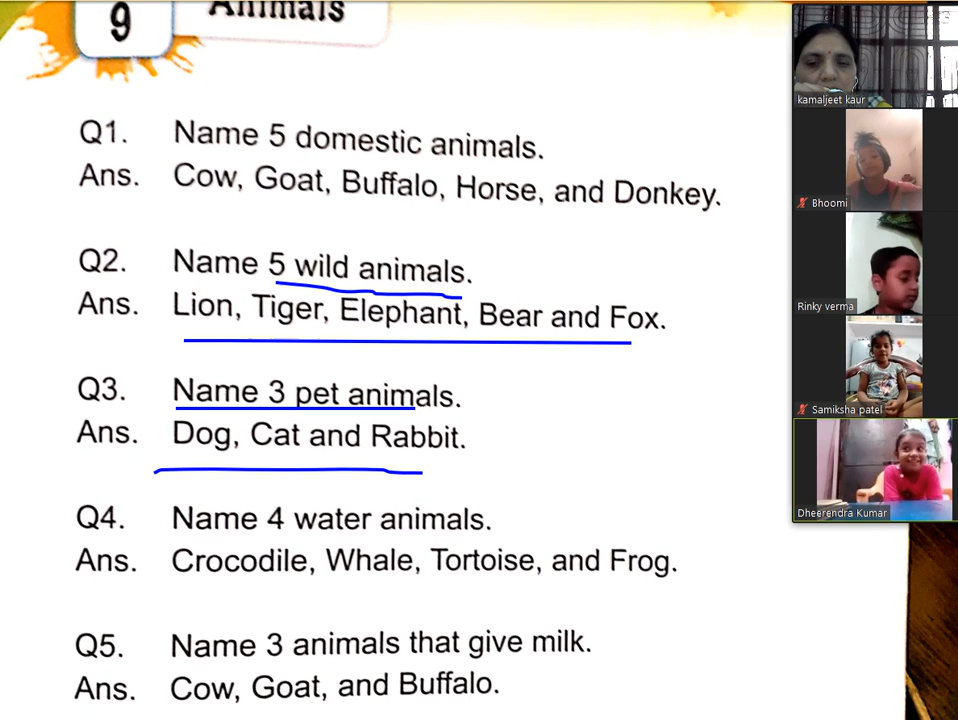 9
Animals
Q1. Name 5 domestic animals.
Ans. Cow, Goat, Buffalo, Horse, and Donkey.
Q2. Name 5 wild animals.
Ans. Lion, Tiger, Elephant, Bear and Fox.
Q3. Name 3 pet animals.
Ans. Dog, Cat and Rabbit.
Q4. Name 4 water animals.
Ans. Crocodile, Whale, Tortoise, and Frog.
Q5. Name 3 animals that give milk.
Ans. Cow, Goat, and Buffalo.
kamaljeet kaur
Bhoomi
Rinky verma
Samiksha patel
Dheerendra Kumar